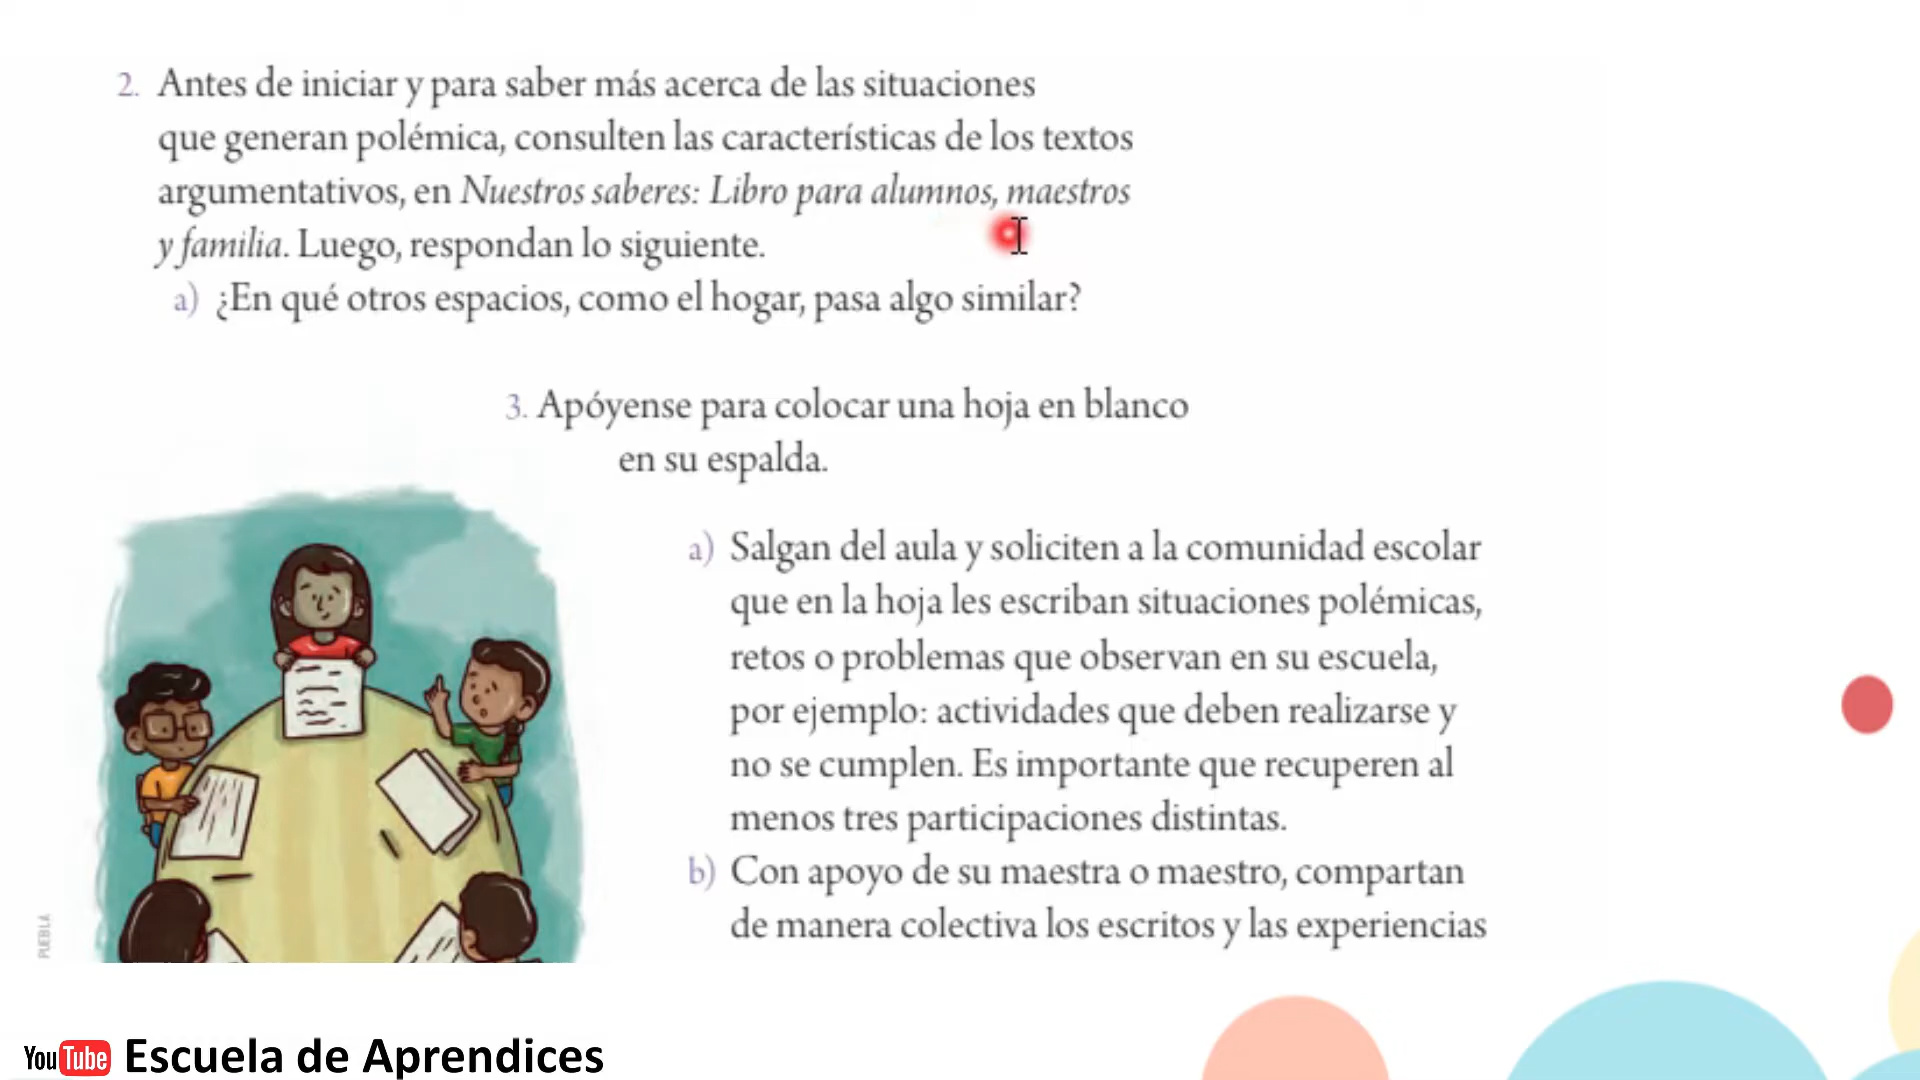 2. Antes de iniciar y para saber más acerca de las situaciones
que generan polémica, consulten las características de los textos
argumentativos, en Nuestros saberes: Libro para alumnos, maestros
y familia. Luego, respondan lo siguiente.
a) ¿En qué otros espacios, como el hogar, pasa algo similar?
3. Apóyense para colocar una hoja en blanco
en su espalda.
a) Salgan del aula y soliciten a la comunidad escolar
que en la hoja les escriban situaciones polémicas,
retos o problemas que observan en su escuela,
por ejemplo: actividades que deben realizarse y
no se cumplen. Es importante que recuperen al
menos tres participaciones distintas.
b) Con apoyo de su maestra o maestro, compartan
de manera colectiva los escritos y las experiencias
PUEBLA
YouTube Escuela de Aprendices